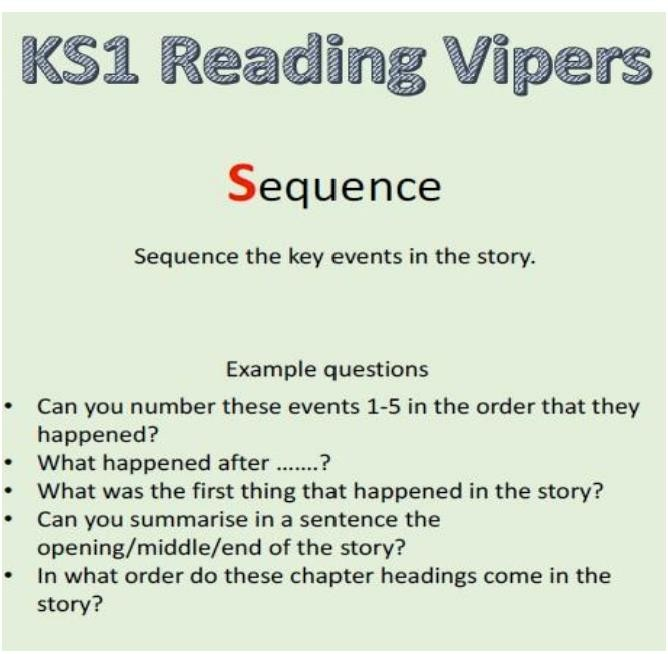 KS1 Reading Vipers
Sequence
Sequence the key events in the story.
Example questions
• Can you number these events 1-5 in the order that they
happened?
• What happened after .......?
• What was the first thing that happened in the story?
• Can you summarise in a sentence the
opening/middle/end of the story?
• In what order do these chapter headings come in the
story?